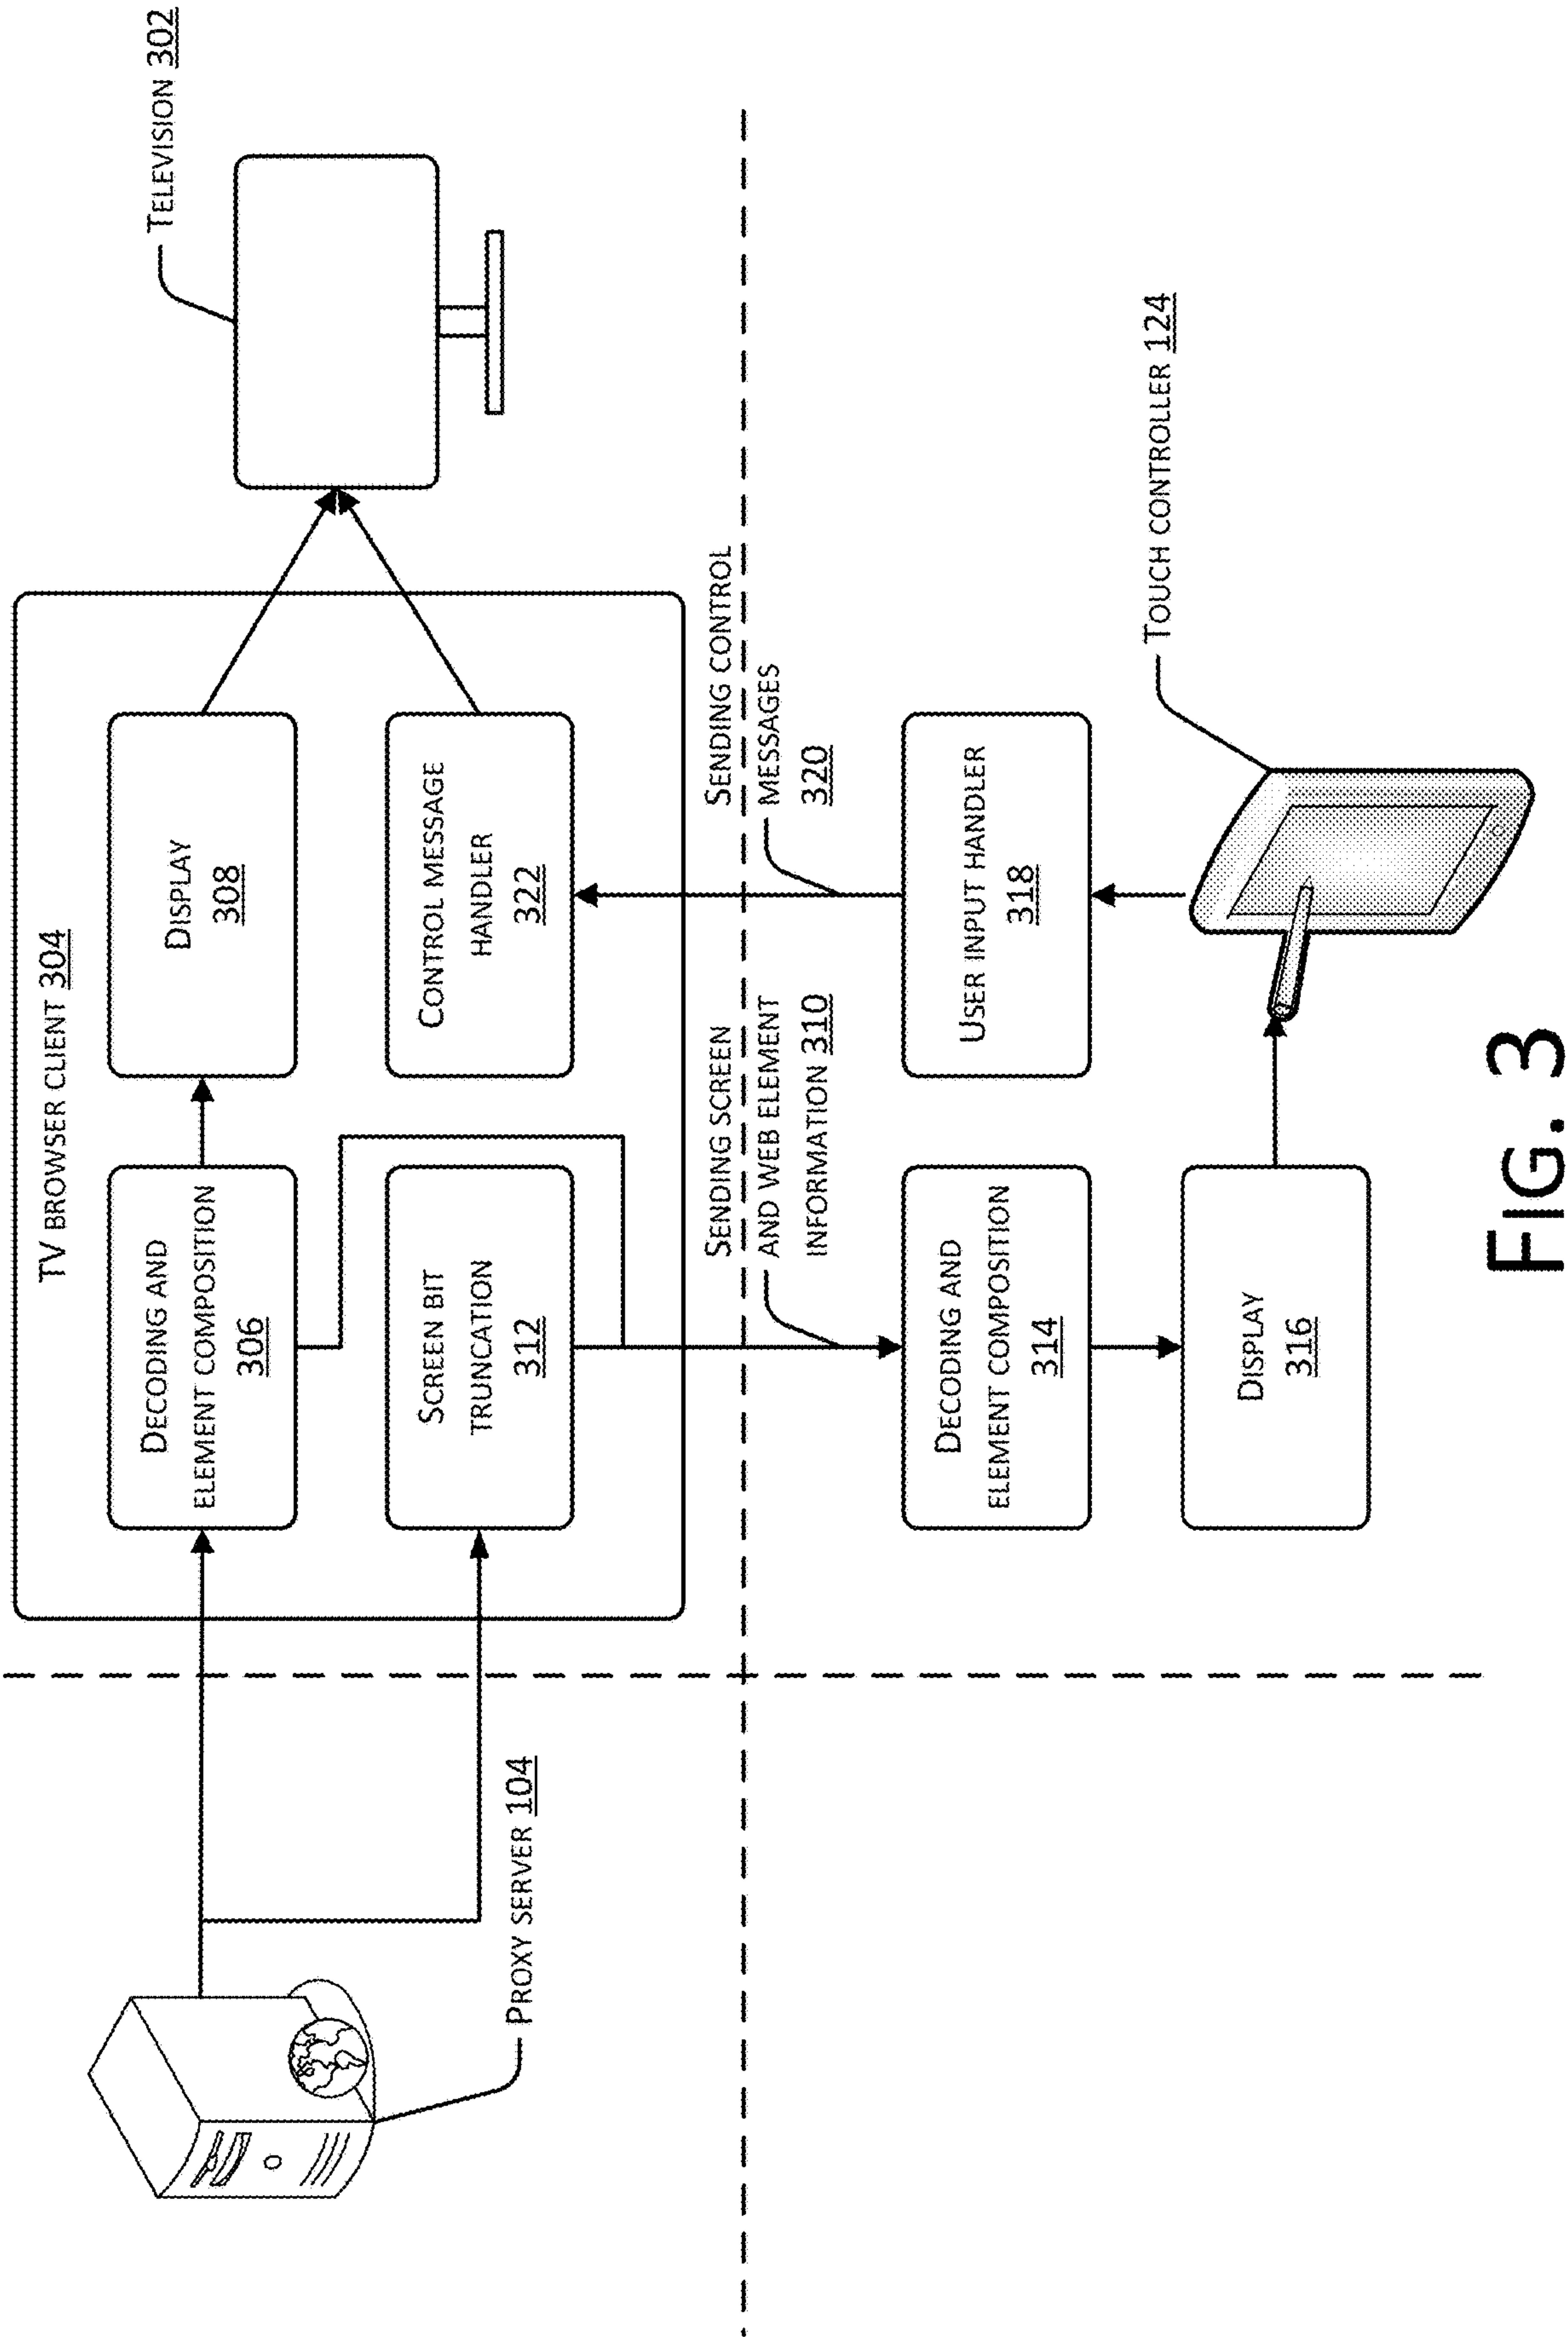 TV BROWSER CLIENT 304
TELEVISION 302
DECODING AND
ELEMENT COMPOSITION
306
DISPLAY
308
SCREEN BIT
TRUNCATION
312
CONTROL MESSAGE
HANDLER
322
PROXY SERVER 104
SENDING SCREEN
AND WEB ELEMENT
INFORMATION 310
SENDING CONTROL
MESSAGES
320
DECODING AND
ELEMENT COMPOSITION
314
USER INPUT HANDLER
318
TOUCH CONTROLLER 124
DISPLAY
316
FIG. 3